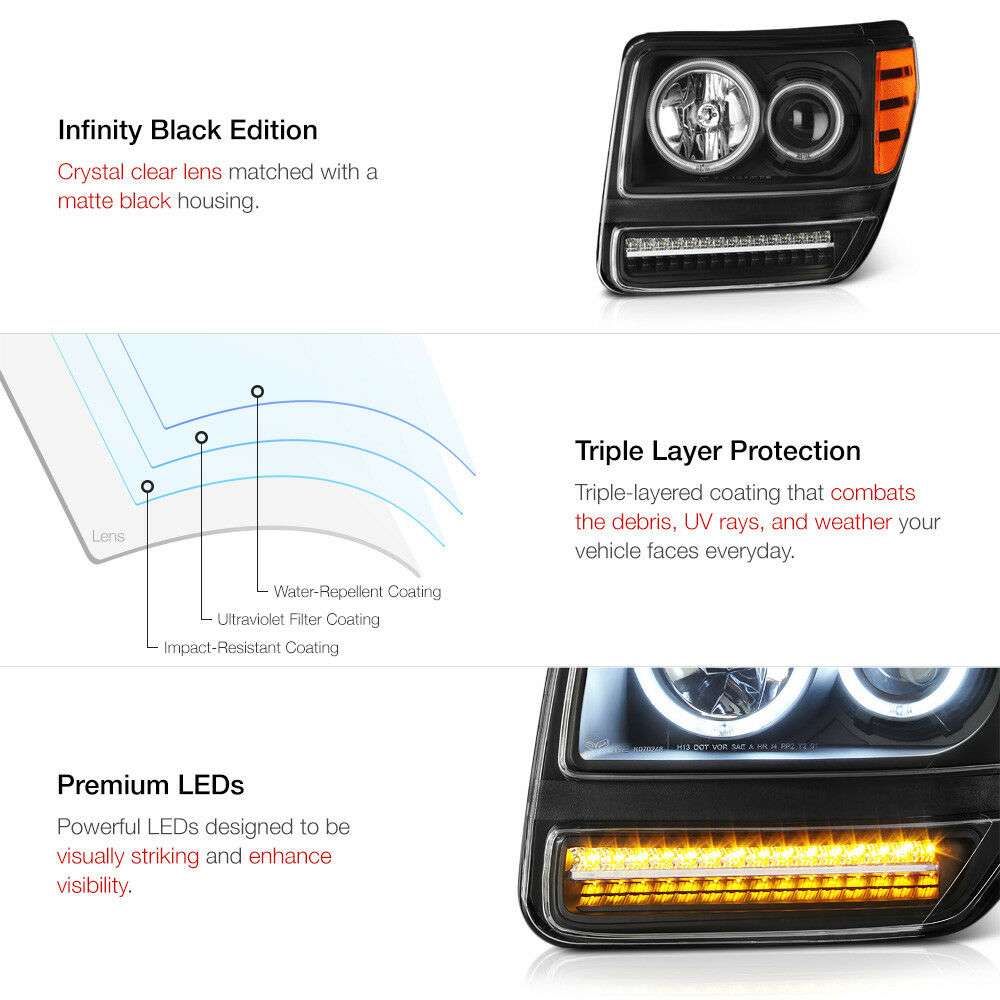 Infinity Black Edition
Crystal clear lens matched with a
matte black housing.
Lens
Water-Repellent Coating
Ultraviolet Filter Coating
Impact-Resistant Coating
Triple Layer Protection
Triple-layered coating that combats
the debris, UV rays, and weather your
vehicle faces everyday.
K070248 H13 DOT VOR SAE A HR I4 RP2 Y2 01
Premium LEDs
Powerful LEDs designed to be
visually striking and enhance
visibility.